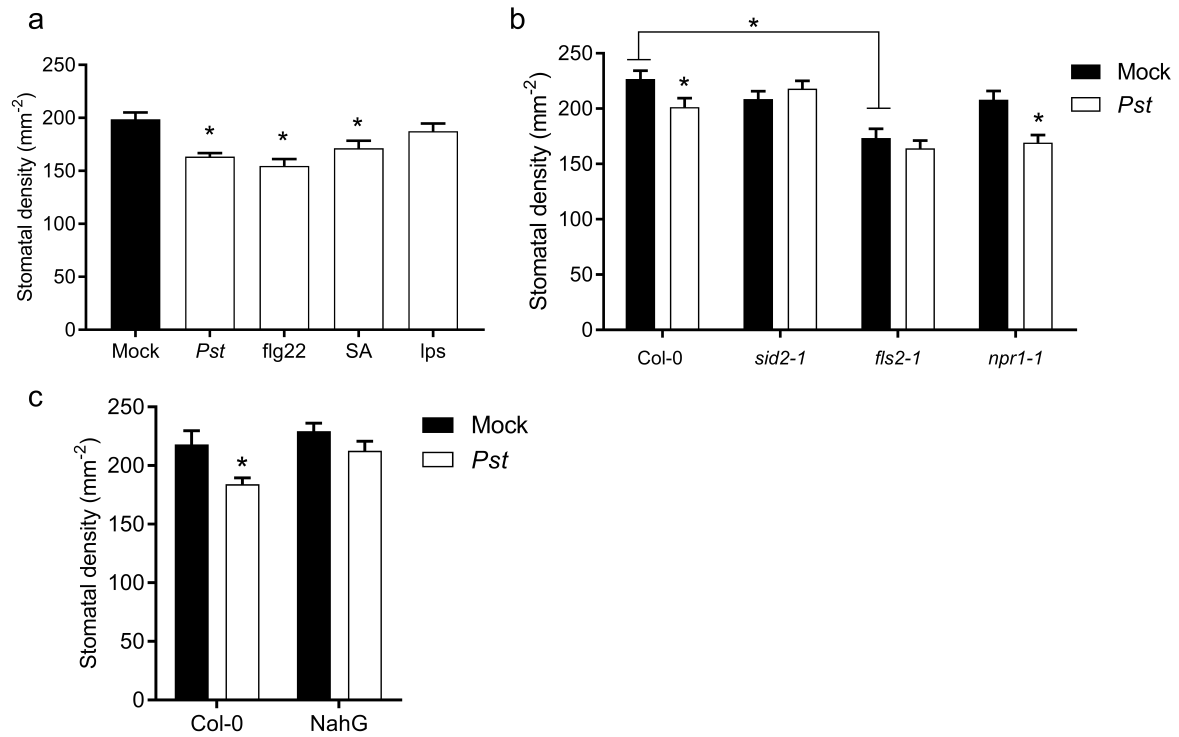 a
Stomatal density (mm-2)
250
200
150
100
50
0
*
*
*
Mock Pst flg22 SA lps
b
Stomatal density (mm-2)
250
200
150
100
50
0
*
*
*
Col-0 sid2-1 fls2-1 npr1-1
Mock
Pst
c
Stomatal density (mm-2)
250
200
150
100
50
0
*
Col-0 NahG
Mock
Pst